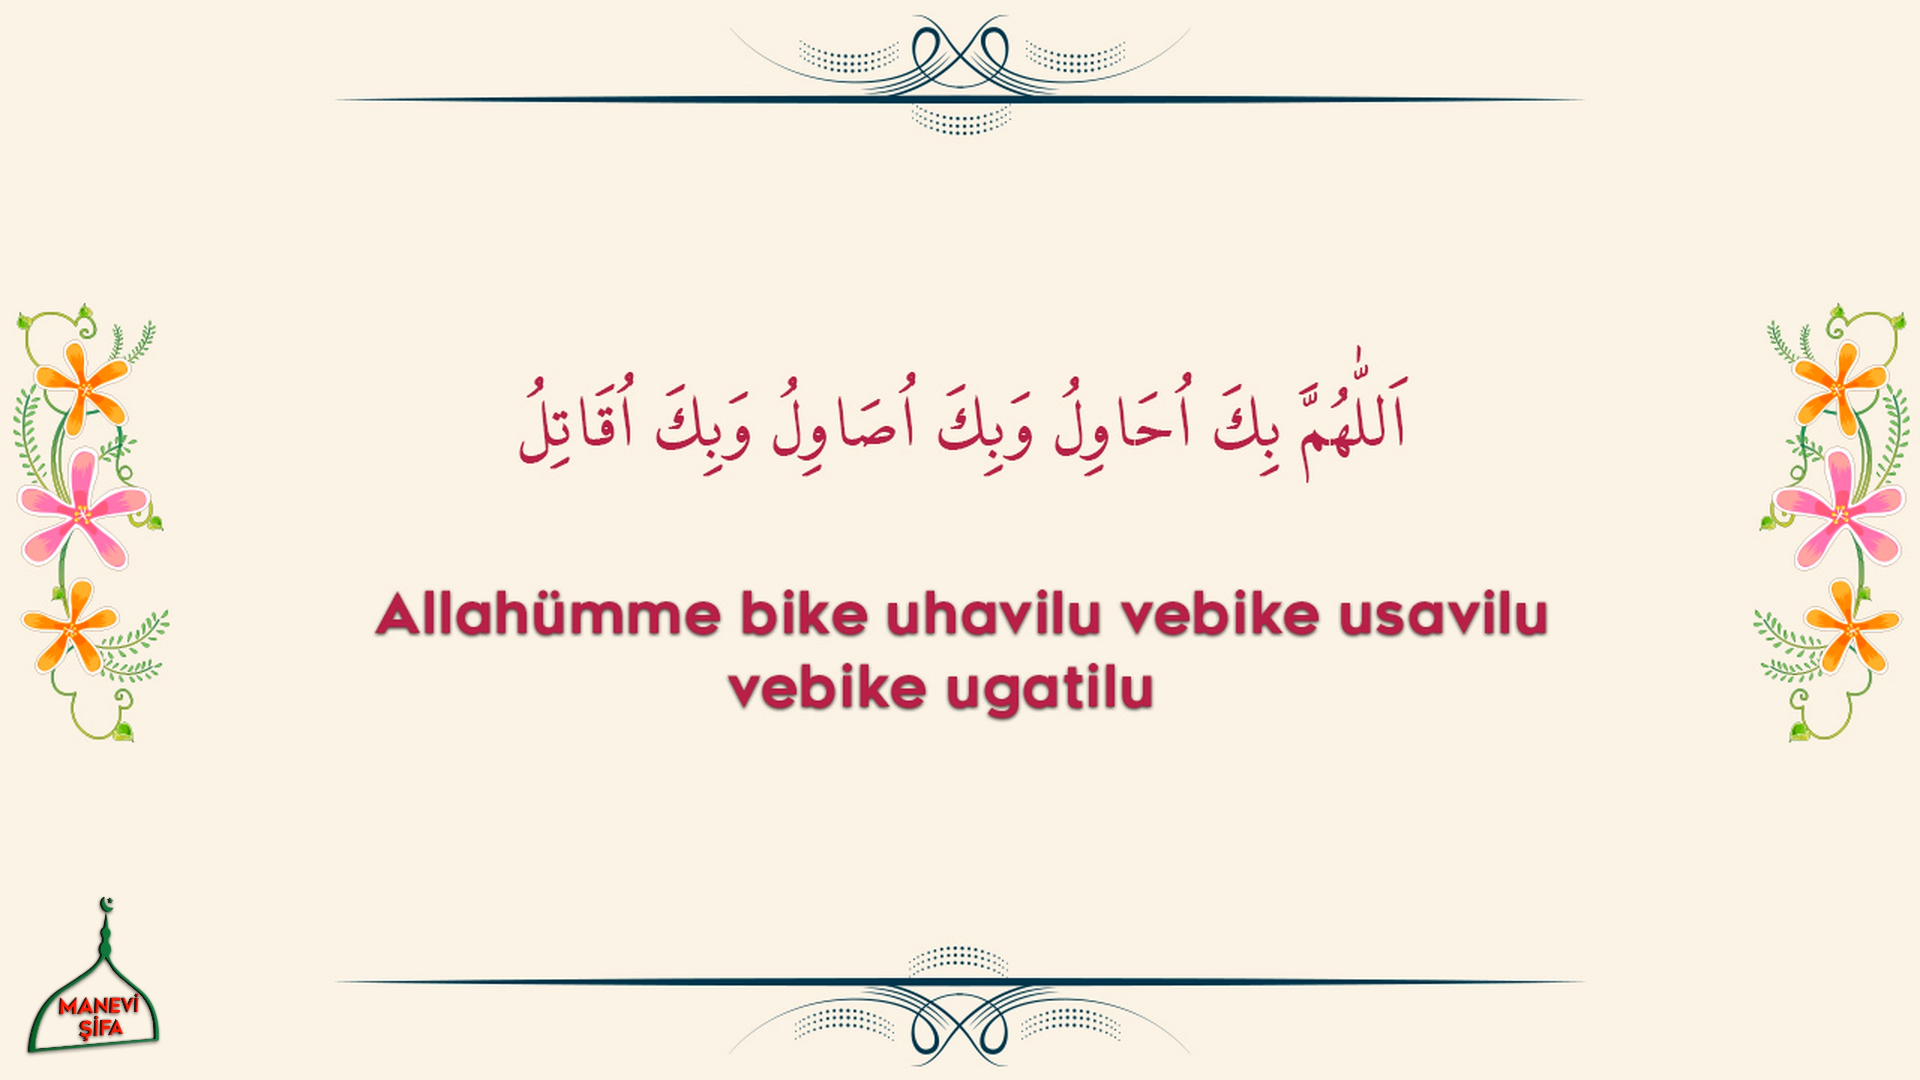 اَللّٰهُمَّ بِكَ اُحَاوِلُ وَبِكَ اُصَاوِلُ وَبِكَ اُقَاتِلُ
Allahümme bike uhavilu vebike usavilu
vebike ugatilu
MANEVİ
ŞİFA